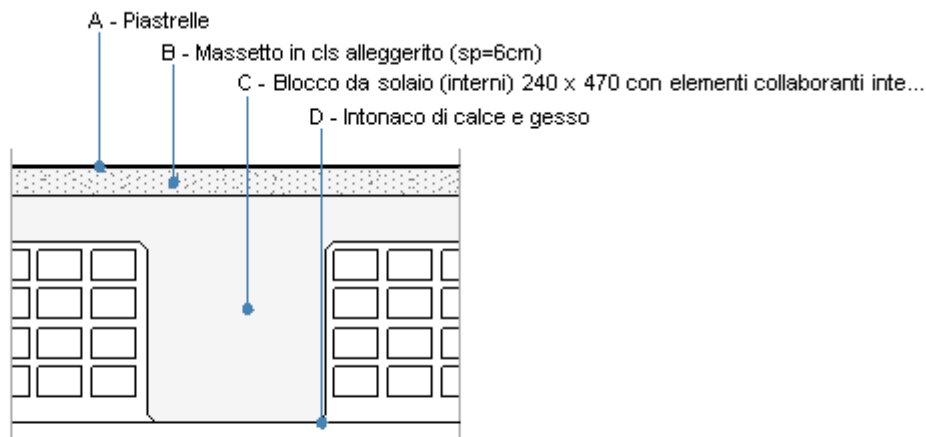 A - Piastrelle
B - Massetto in cls alleggerito (sp=6cm)
C - Blocco da solaio (interni) 240 x 470 con elementi collaboranti inte...
D - Intonaco di calce e gesso